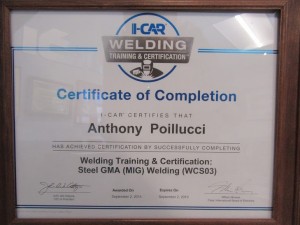 I-CAR
WELDING
TRAINING & CERTIFICATION
Certificate of Completion
I-CAR CERTIFIES THAT
Anthony Poillucci
HAS ACHIEVED CERTIFICATION BY SUCCESSFULLY COMPLETING
Welding Training & Certification:
Steel GMA (MIG) Welding (WCS03)
Awarded On
Expires On